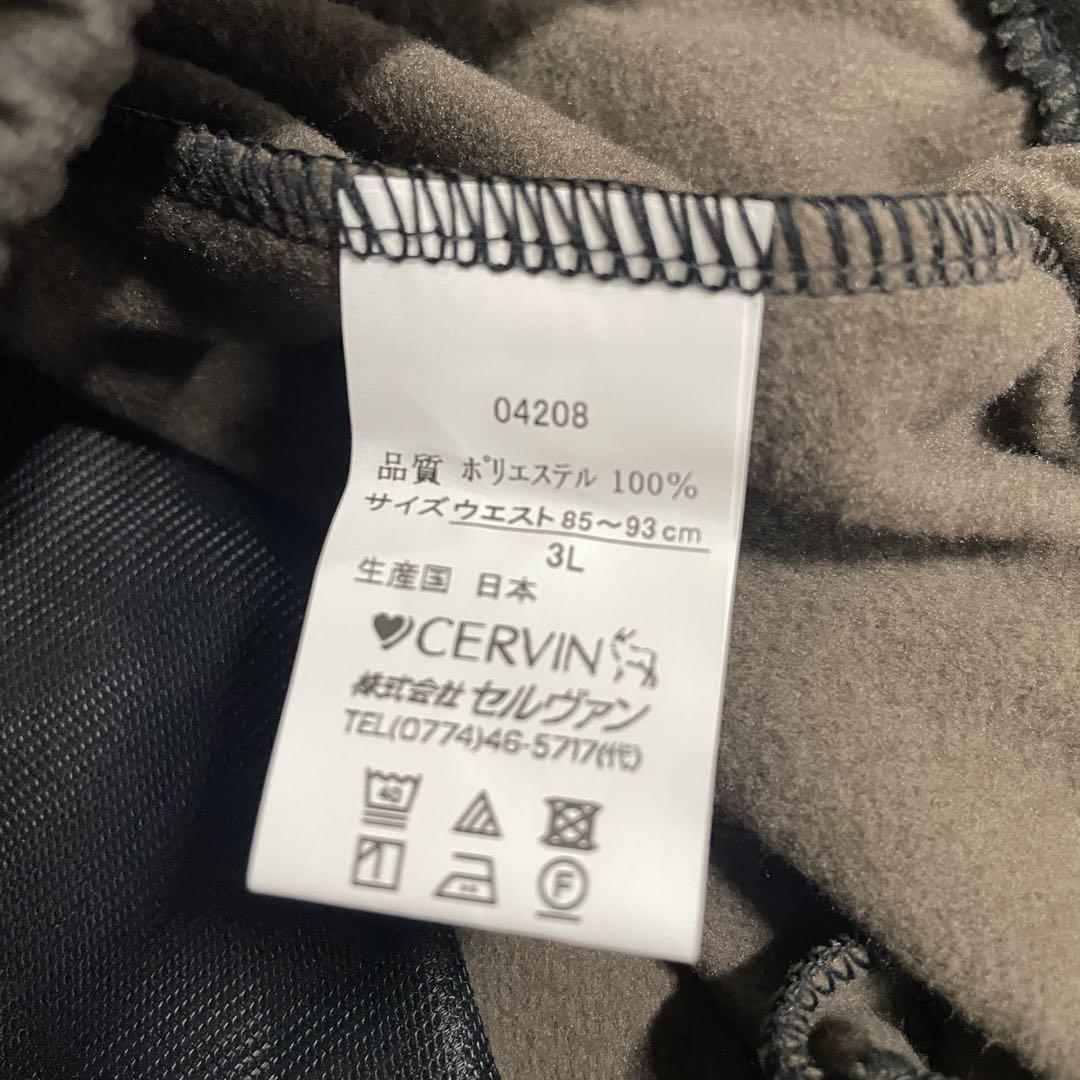 04208
品質 ポリエステル 100%
サイズ ウエスト 85～93cm
3L
生産国 日本
CERVIN
株式会社 セルヴァン
TEL(0774)46-5717(代)
40
F